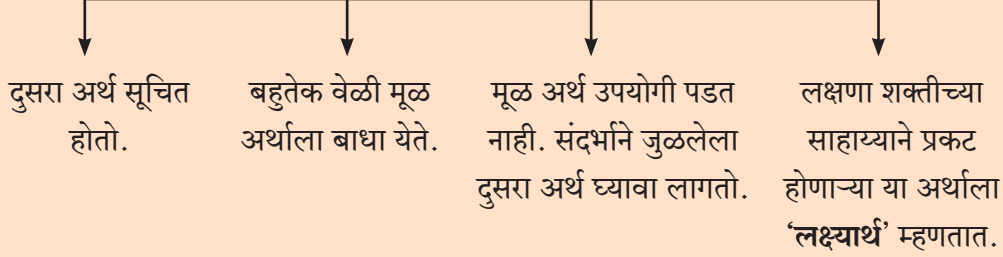 दुसरा अर्थ सूचित
होतो.
बहुतेक वेळी मूळ
अर्थाला बाधा येते.
मूळ अर्थ उपयोगी पडत
नाही. संदर्भाने जुळलेला
दुसरा अर्थ घ्यावा लागतो.
लक्षणा शक्तीच्या
साहाय्याने प्रकट
होणाऱ्या या अर्थाला
‘लक्ष्यार्थ’ म्हणतात.